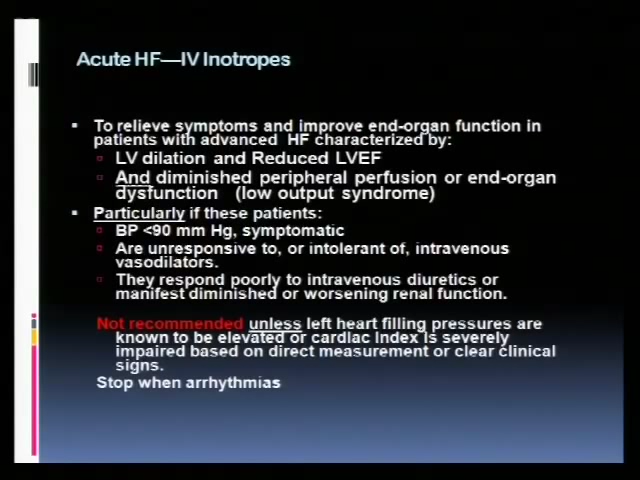 Acute HF—IV Inotropes
To relieve symptoms and improve end-organ function in
patients with advanced HF characterized by:
LV dilation and Reduced LVEF
And diminished peripheral perfusion or end-organ
dysfunction (low output syndrome)
Particularly if these patients:
BP <90 mm Hg, symptomatic
Are unresponsive to, or intolerant of, intravenous
vasodilators.
They respond poorly to intravenous diuretics or
manifest diminished or worsening renal function.
Not recommended unless left heart filling pressures are
known to be elevated or cardiac index is severely
impaired based on direct measurement or clear clinical
signs.
Stop when arrhythmias